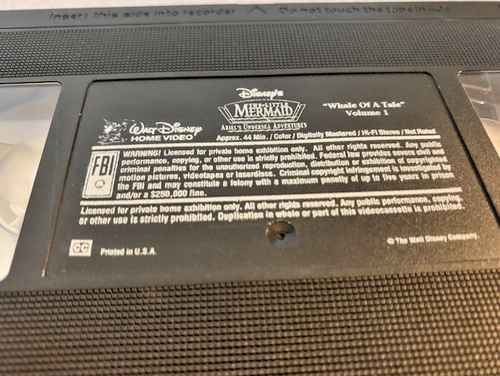 Insert this side into recorder ▲ Do not touch the tape inside
Disney's
THE LITTLE
MERMAID
ARIEL'S UNDERSEA ADVENTURES
"Whale Of A Tale"
Volume 1
WALT DISNEY
HOME VIDEO
Approx. 44 Min. / Color / Digitally Mastered / Hi-Fi Stereo / Not Rated
FBI
WARNING! Licensed for private home exhibition only. All other rights reserved. Any public
performance, copying, or other use is strictly prohibited. Federal law provides severe civil and
criminal penalties for the unauthorized reproduction, distribution or exhibition of copyrighted
motion pictures, videotapes or laserdiscs. Criminal copyright infringement is investigated by
the FBI and may constitute a felony with a maximum penalty of up to five years in prison
and/or a $250,000 fine.
Licensed for private home exhibition only. All other rights reserved. Any public performance, copying,
or other use is strictly prohibited. Duplication in whole or part of this videocassette is prohibited.
CC
Printed in U.S.A.
© The Walt Disney Company